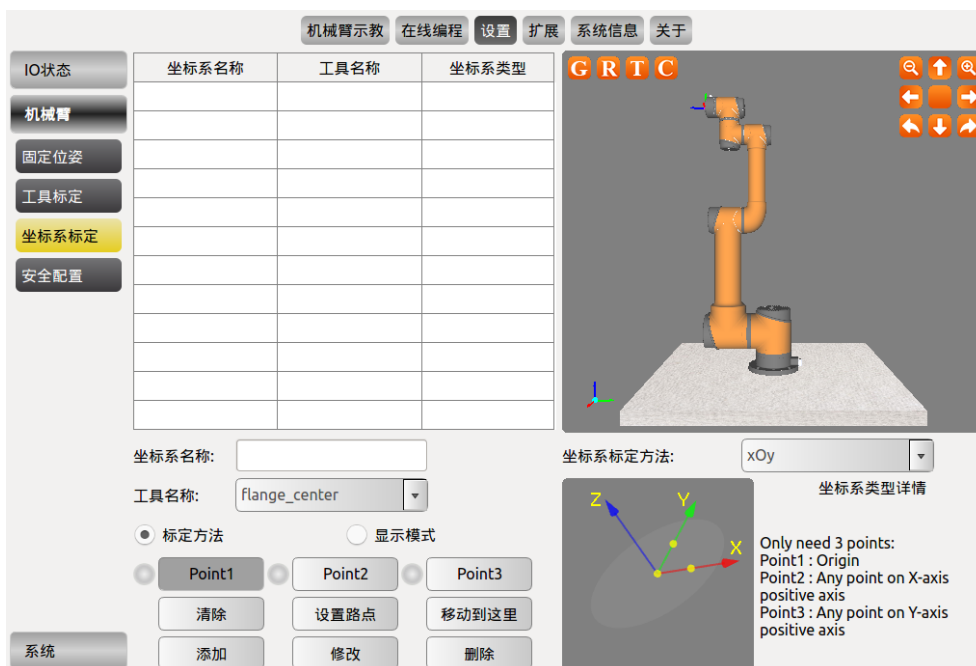 机械臂示教 在线编程 设置 扩展 系统信息 关于
IO状态
机械臂
固定位姿
工具标定
坐标系标定
安全配置
系统
坐标系名称 工具名称 坐标系类型
G R T C
坐标系名称:
工具名称: flange_center
标定方法 显示模式
Point1 Point2 Point3
清除 设置路点 移动到这里
添加 修改 删除
坐标系标定方法: xOy
坐标系类型详情
Z Y X
Only need 3 points:
Point1 : Origin
Point2 : Any point on X-axis
positive axis
Point3 : Any point on Y-axis
positive axis